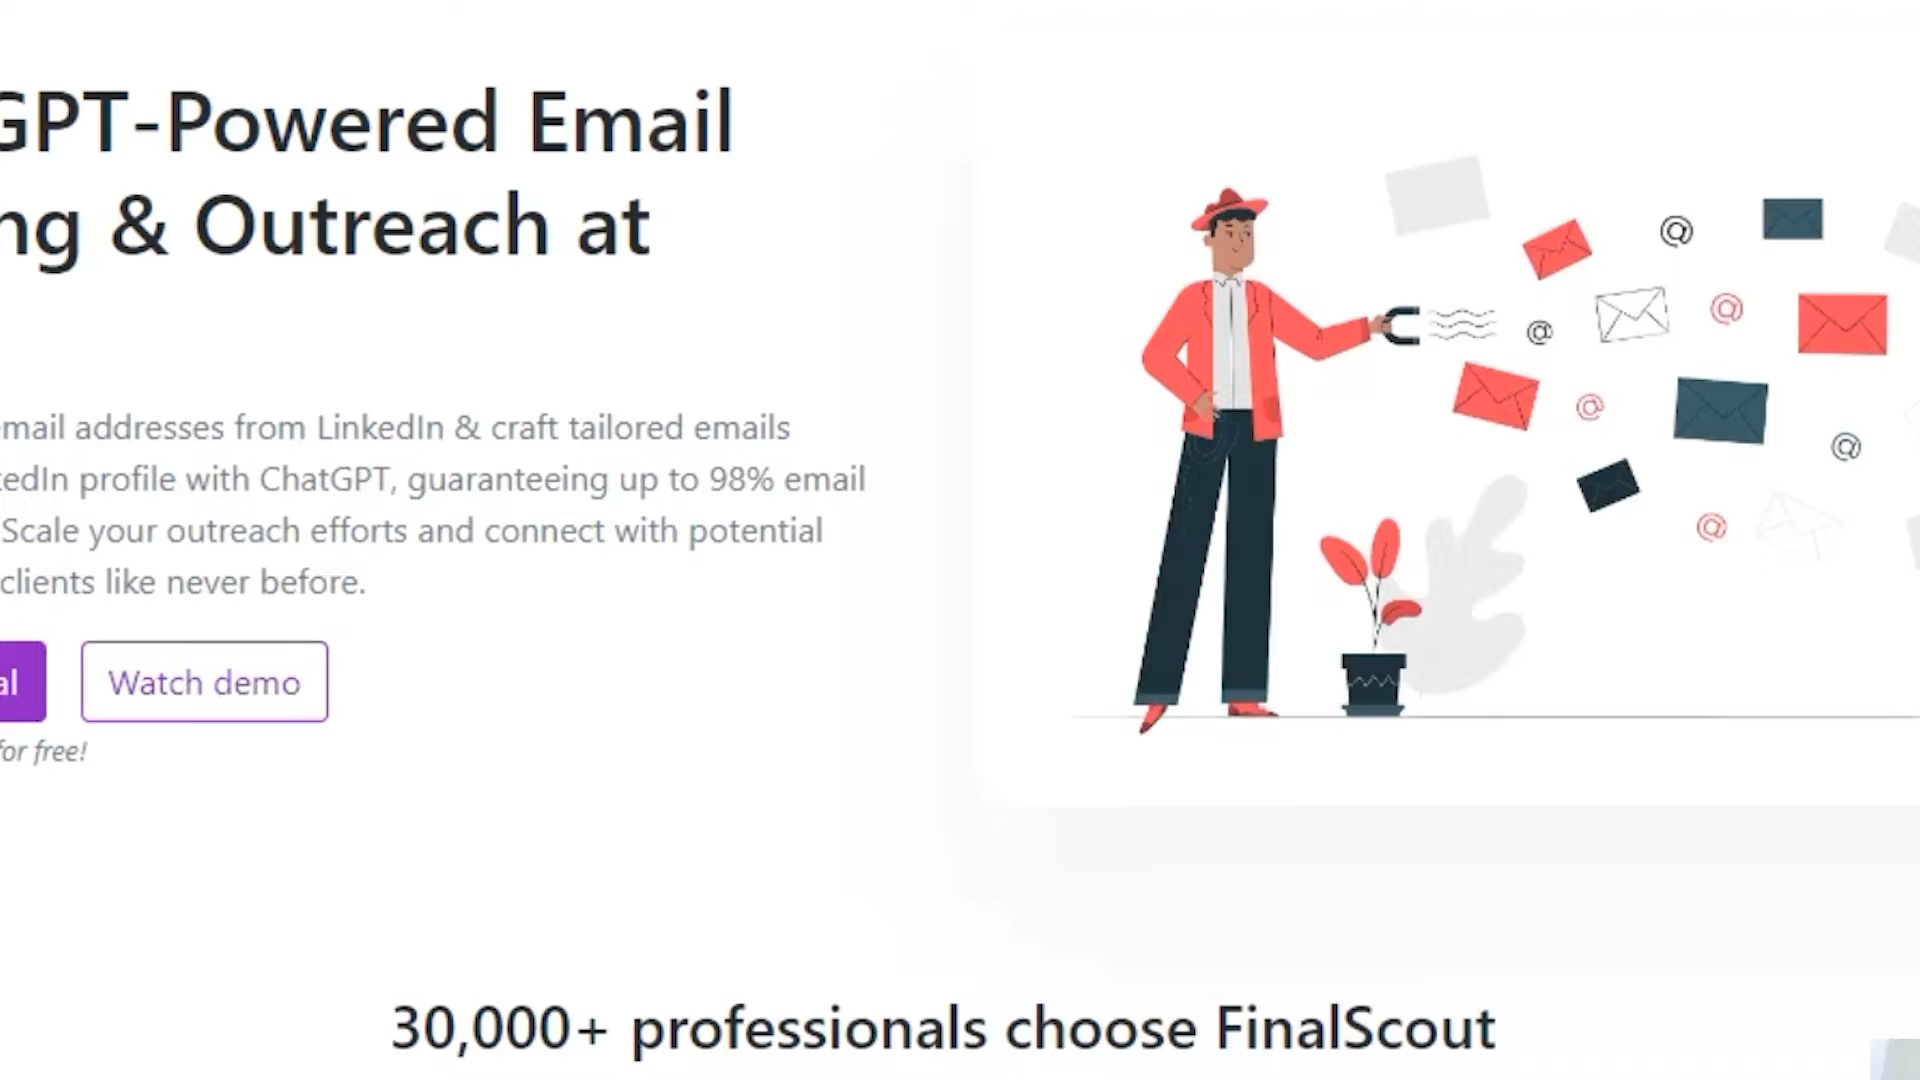 GPT-Powered Email
ng & Outreach at
email addresses from LinkedIn & craft tailored emails
kedIn profile with ChatGPT, guaranteeing up to 98% email
Scale your outreach efforts and connect with potential
clients like never before.
al
Watch demo
for free!
30,000+ professionals choose FinalScout